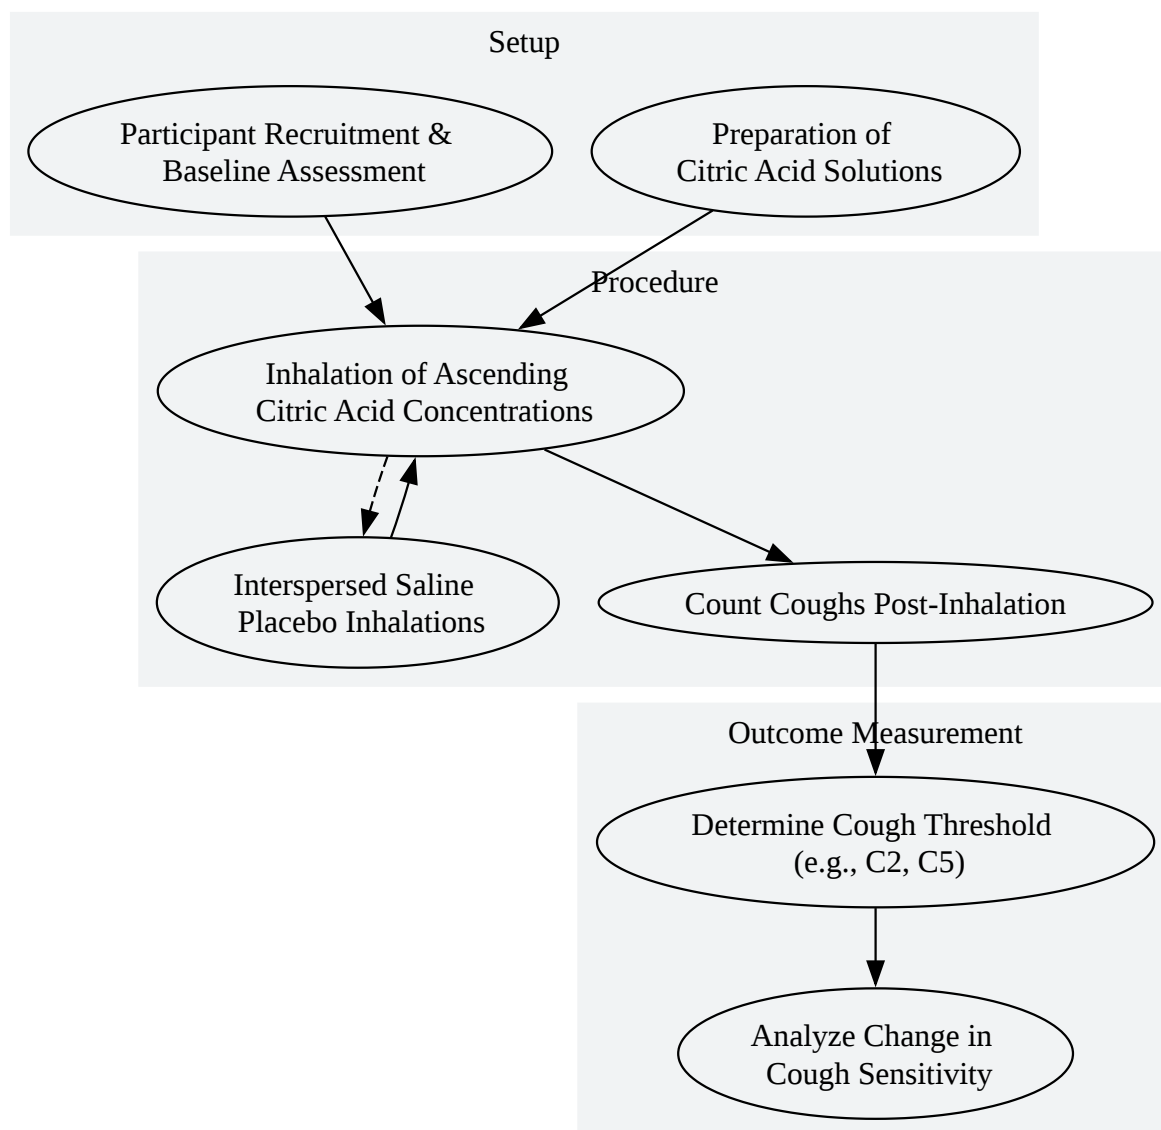 Setup
Participant Recruitment &
Baseline Assessment
Preparation of
Citric Acid Solutions
Procedure
Inhalation of Ascending
Citric Acid Concentrations
Interspersed Saline
Placebo Inhalations
Count Coughs Post-Inhalation
Outcome Measurement
Determine Cough Threshold
(e.g., C2, C5)
Analyze Change in
Cough Sensitivity